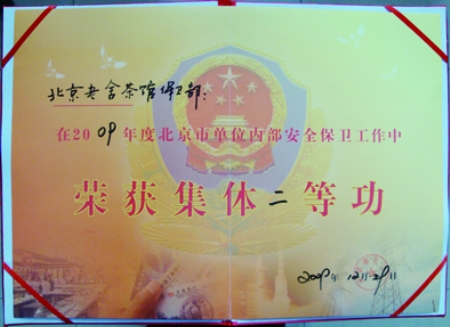 北京老舍茶馆保卫部：
在2009年度北京市单位内部安全保卫工作中
荣获集体二等功
2009年12月29日